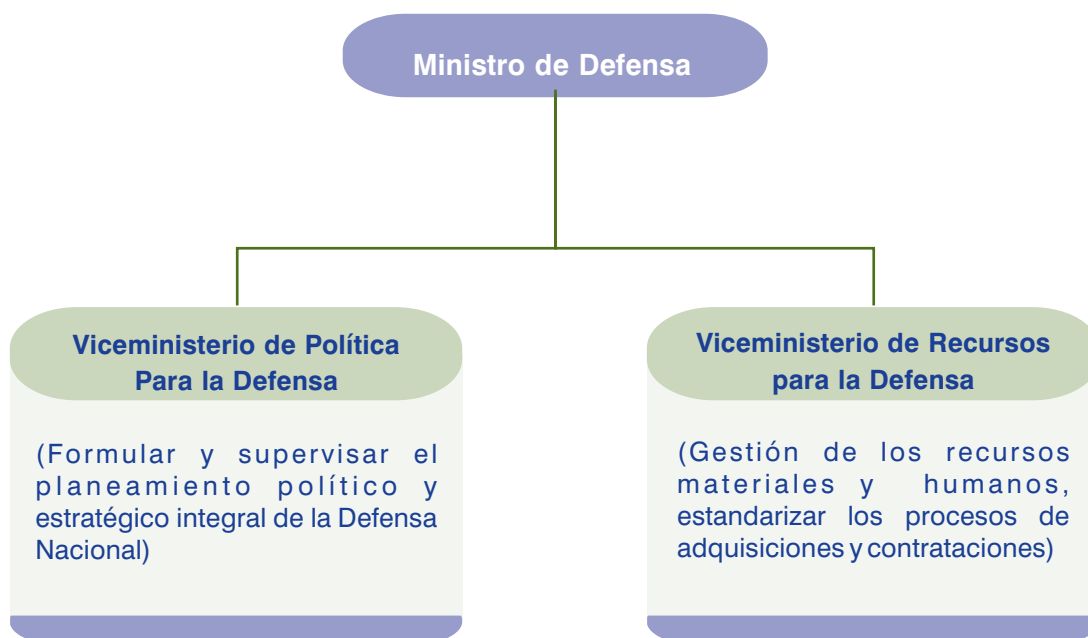 Ministro de Defensa
Viceministerio de Política
Para la Defensa
(Formular y supervisar el
planeamiento político y
estratégico integral de la Defensa
Nacional)
Viceministerio de Recursos
para la Defensa
(Gestión de los recursos
materiales y humanos,
estandarizar los procesos de
adquisiciones y contrataciones)